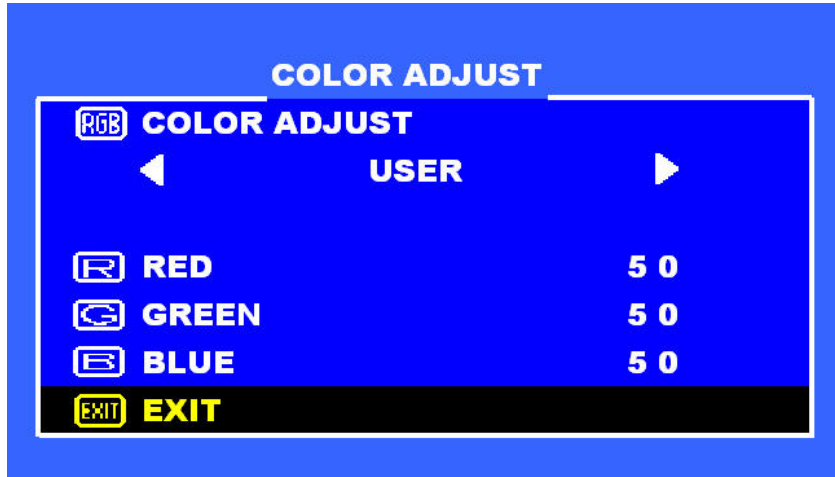 COLOR ADJUST
RGB COLOR ADJUST
USER
R RED 50
G GREEN 50
B BLUE 50
EXIT EXIT